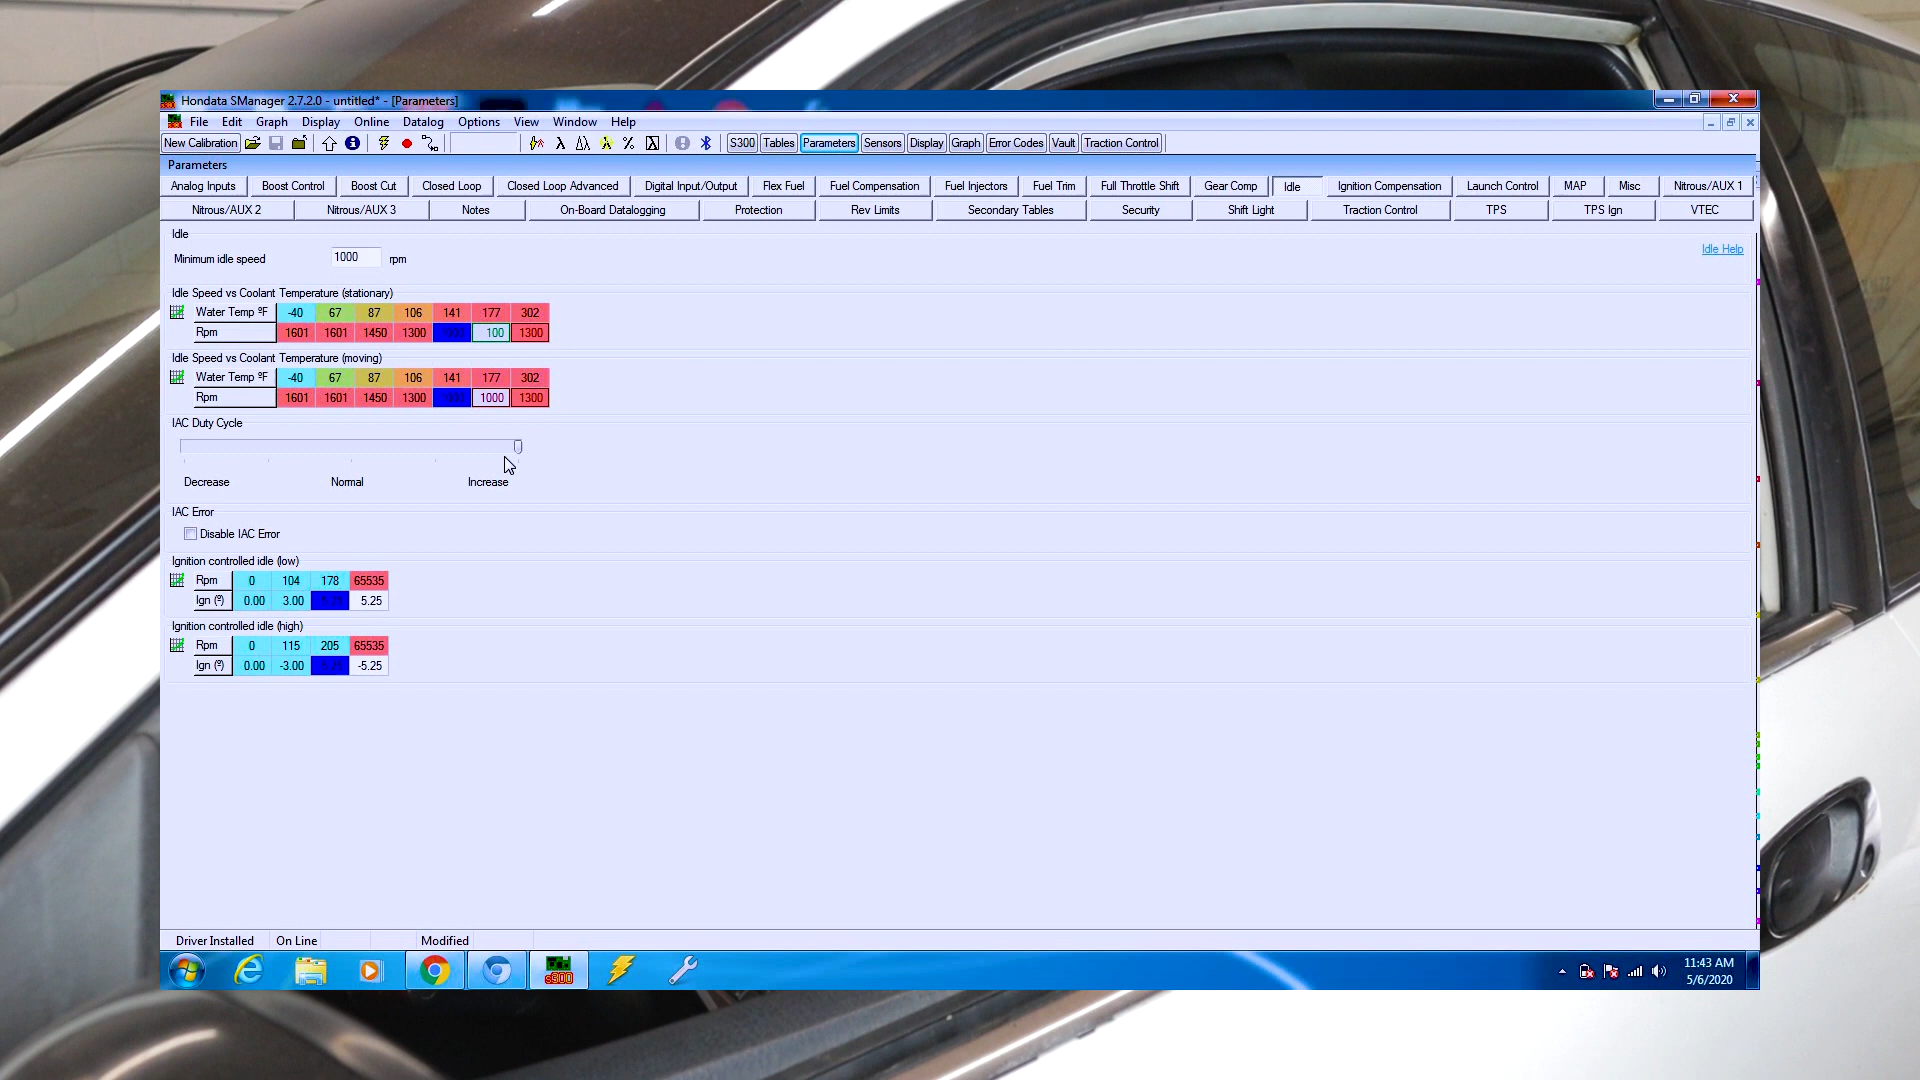 Hondata SManager 2.7.2.0 - untitled* - [Parameters]
File Edit Graph Display Online Datalog Options View Window Help
New Calibration S300 Tables Parameters Sensors Display Graph Error Codes Vault Traction Control
Parameters
Analog Inputs Boost Control Boost Cut Closed Loop Closed Loop Advanced Digital Input/Output Flex Fuel Fuel Compensation Fuel Injectors Fuel Trim Full Throttle Shift Gear Comp Idle Ignition Compensation Launch Control MAP Misc Nitrous/AUX 1
Nitrous/AUX 2 Nitrous/AUX 3 Notes On-Board Datalogging Protection Rev Limits Secondary Tables Security Shift Light Traction Control TPS TPS Ign VTEC
Idle
Idle Help
Minimum idle speed 1000 rpm
Idle Speed vs Coolant Temperature (stationary)
Water Temp ºF -40 67 87 106 141 177 302
Rpm 1601 1601 1450 1300 100 1300
Idle Speed vs Coolant Temperature (moving)
Water Temp ºF -40 67 87 106 141 177 302
Rpm 1601 1601 1450 1300 1000 1300
IAC Duty Cycle
Decrease Normal Increase
IAC Error
Disable IAC Error
Ignition controlled idle (low)
Rpm 0 104 178 65535
Ign (º) 0.00 3.00 5.25
Ignition controlled idle (high)
Rpm 0 115 205 65535
Ign (º) 0.00 -3.00 -5.25
Driver Installed On Line Modified
s300
11:43 AM
5/6/2020